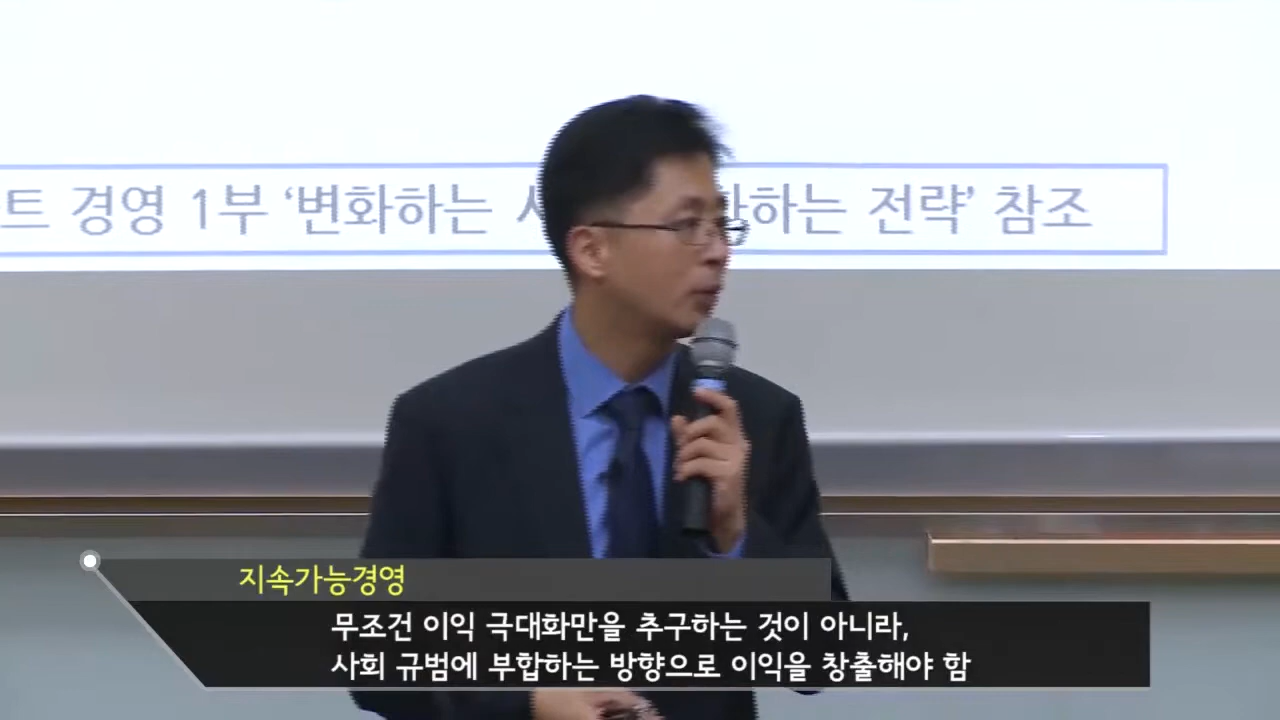 트 경영 1부 ‘변화하는 하는 전략’ 참조
지속가능경영
무조건 이익 극대화만을 추구하는 것이 아니라,
사회 규범에 부합하는 방향으로 이익을 창출해야 함